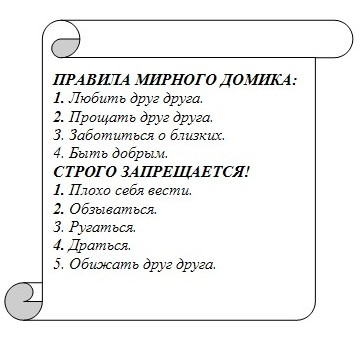 ПРАВИЛА МИРНОГО ДОМИКА:
1. Любить друг друга.
2. Прощать друг друга.
3. Заботиться о близких.
4. Быть добрым.
СТРОГО ЗАПРЕЩАЕТСЯ!
1. Плохо себя вести.
2. Обзываться.
3. Ругаться.
4. Драться.
5. Обижать друг друга.